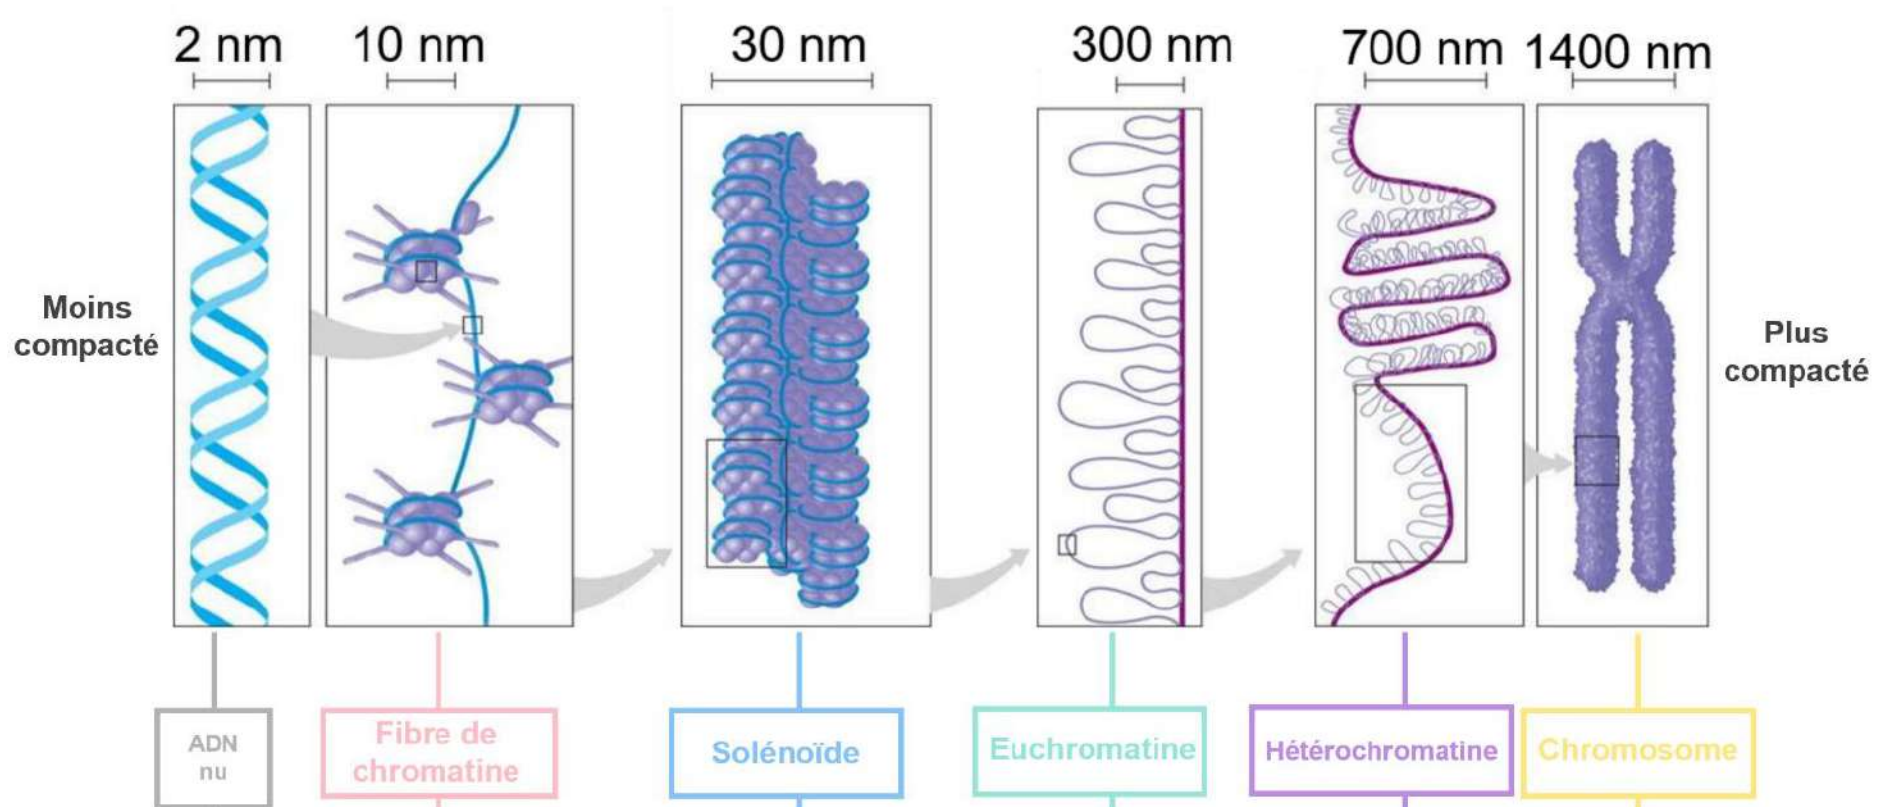 2 nm
10 nm
30 nm
300 nm
700 nm
1400 nm
Moins
compacté
Plus
compacté
ADN
nu
Fibre de
chromatine
Solénoïde
Euchromatine
Hétérochromatine
Chromosome